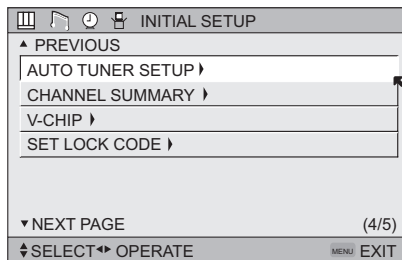 INITIAL SETUP
▲ PREVIOUS
AUTO TUNER SETUP
CHANNEL SUMMARY
V-CHIP
SET LOCK CODE
▼ NEXT PAGE (4/5)
SELECT OPERATE MENU EXIT